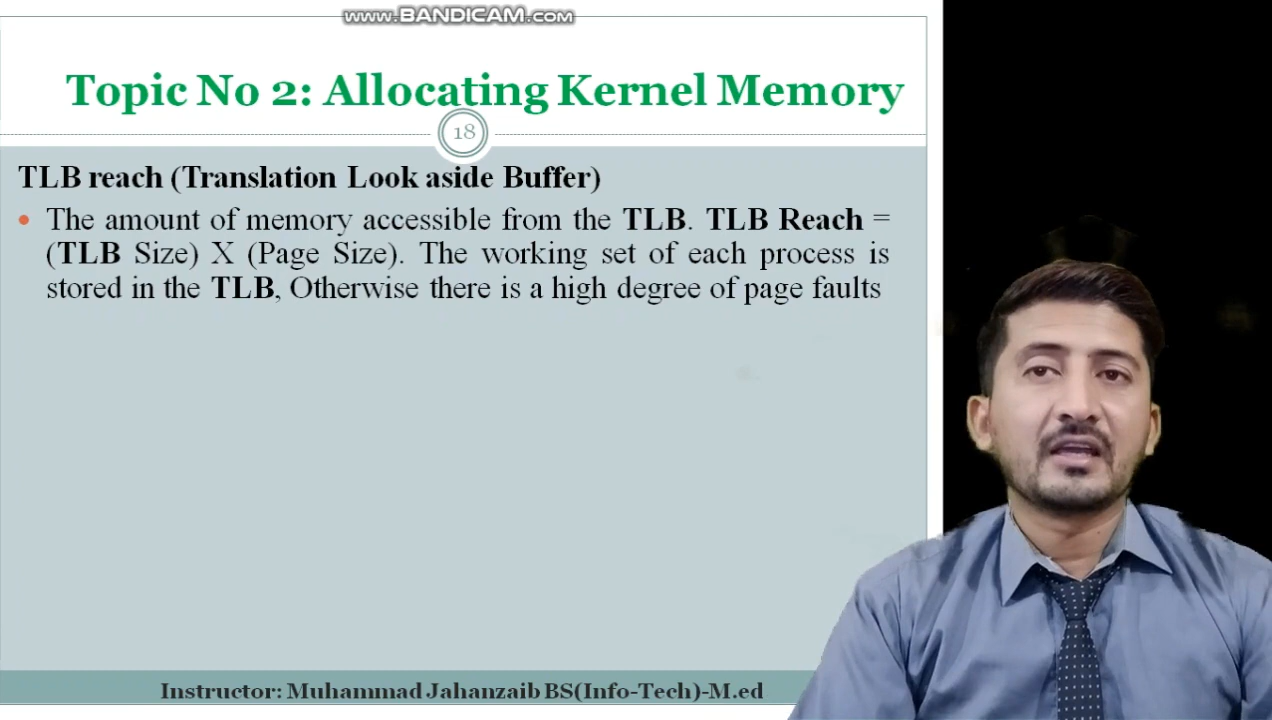 www.BANDICAM.com
Topic No 2: Allocating Kernel Memory
18
TLB reach (Translation Look aside Buffer)
• The amount of memory accessible from the TLB. TLB Reach =
(TLB Size) X (Page Size). The working set of each process is
stored in the TLB, Otherwise there is a high degree of page faults
Instructor: Muhammad Jahanzaib BS(Info-Tech)-M.ed